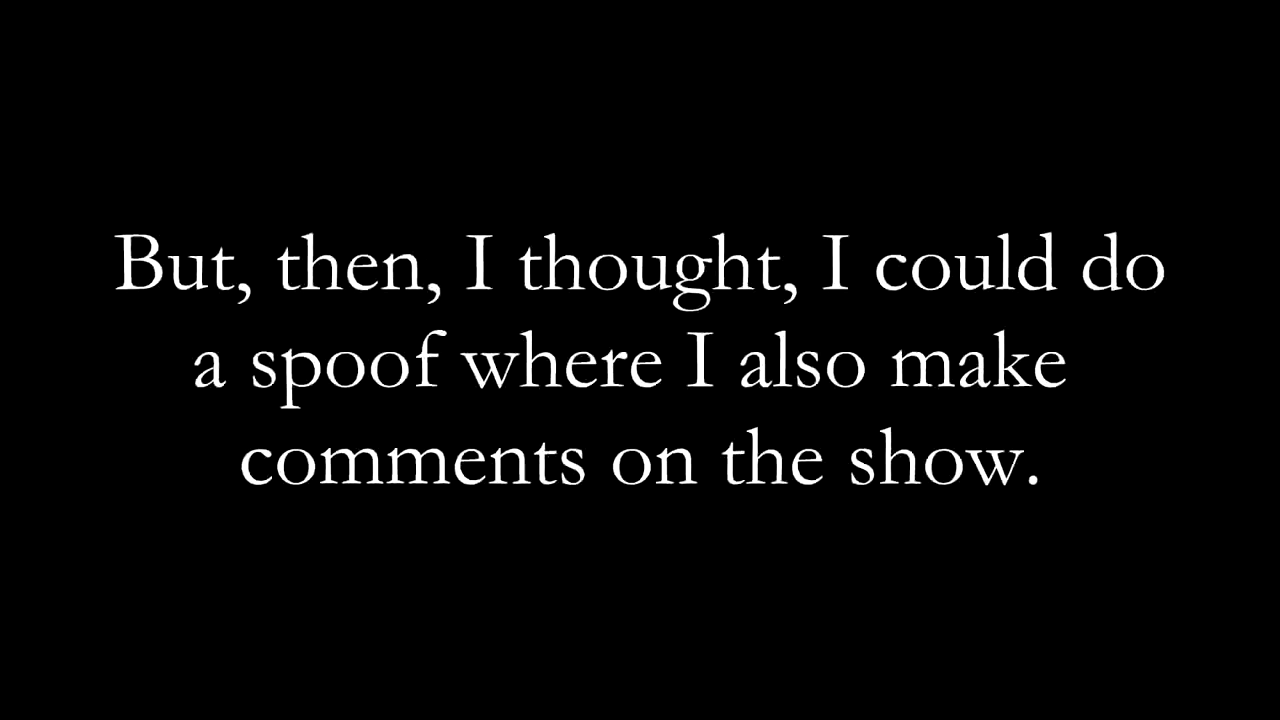 But, then, I thought, I could do
a spoof where I also make
comments on the show.